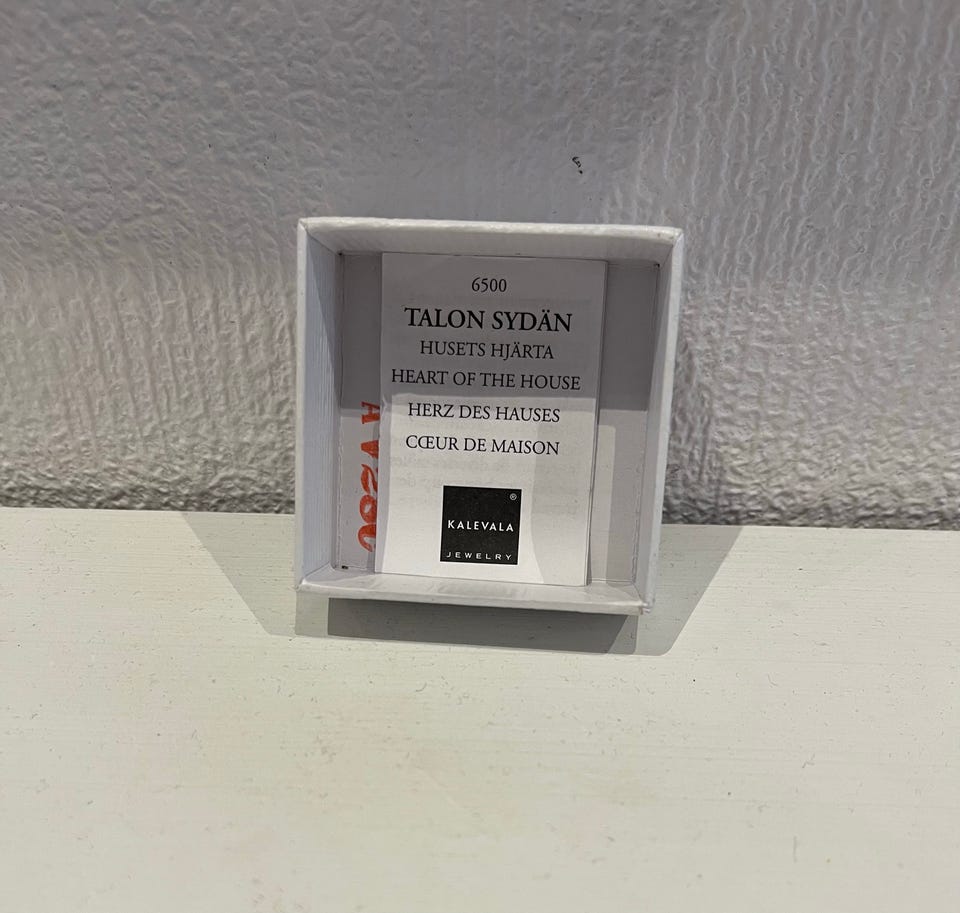 6500
TALON SYDÄN
HUSETS HJÄRTA
HEART OF THE HOUSE
HERZ DES HAUSES
CŒUR DE MAISON
®
KALEVALA
JEWELRY